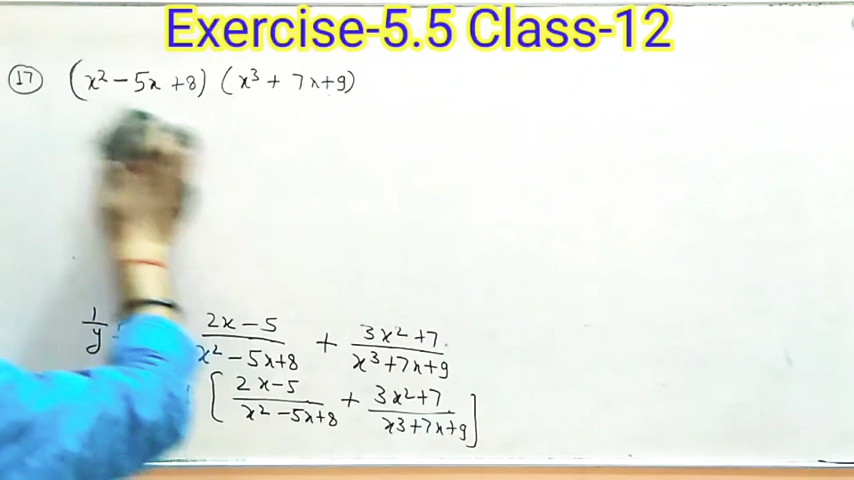 Exercise-5.5 Class-12
(17) (x² - 5x + 8) (x³ + 7x + 9)
1/y 2x - 5 / x² - 5x + 8 + 3x² + 7 / x³ + 7x + 9
[ 2x - 5 / x² - 5x + 8 + 3x² + 7 / x³ + 7x + 9 ]